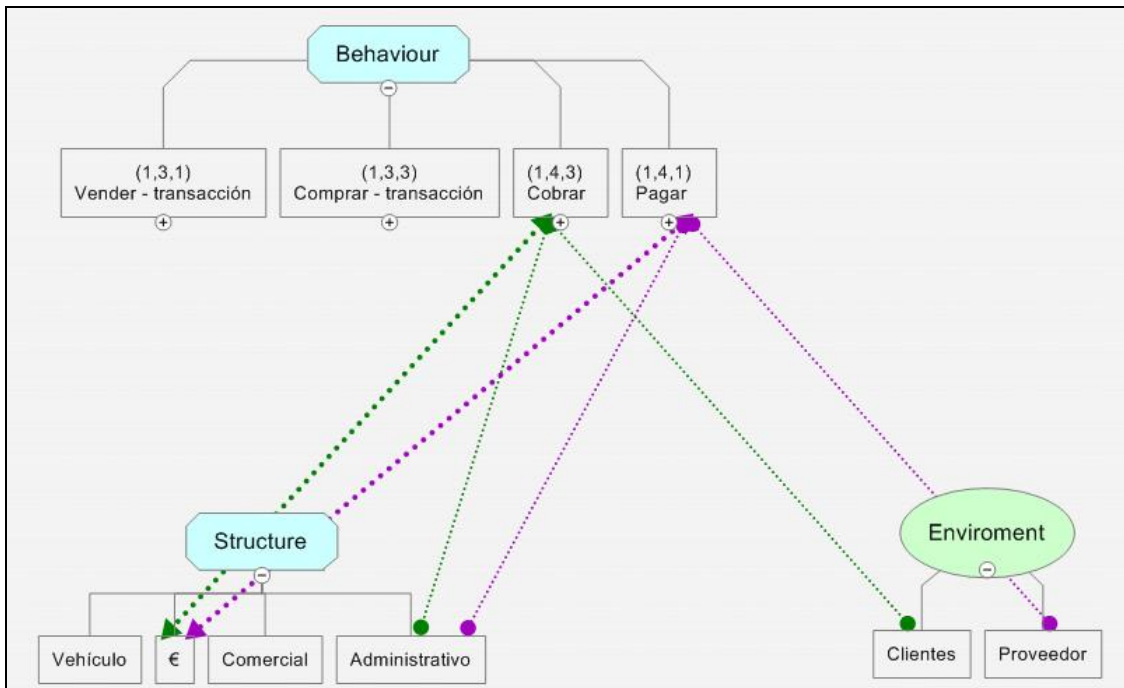 Behaviour
(1,3,1)
Vender - transacción
(1,3,3)
Comprar - transacción
(1,4,3)
Cobrar
(1,4,1)
Pagar
Structure
Enviroment
Vehículo
€
Comercial
Administrativo
Clientes
Proveedor